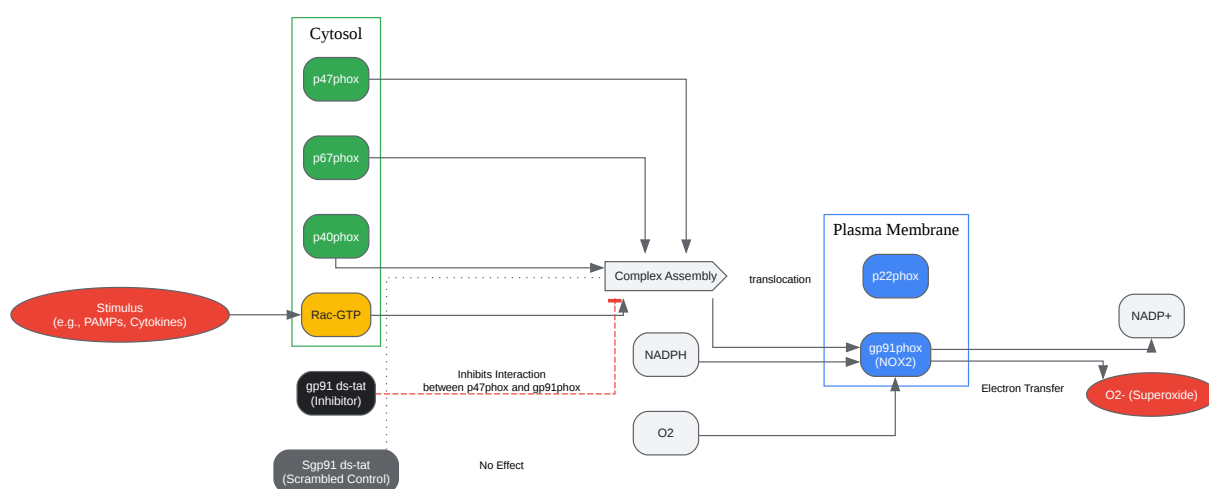 Cytosol
p47phox
p67phox
p40phox
Rac-GTP
Stimulus
(e.g., PAMPs, Cytokines)
gp91 ds-tat
(Inhibitor)
Sgp91 ds-tat
(Scrambled Control)
Inhibits Interaction
between p47phox and gp91phox
No Effect
Complex Assembly
translocation
NADPH
O2
Plasma Membrane
p22phox
gp91phox
(NOX2)
Electron Transfer
NADP+
O2- (Superoxide)